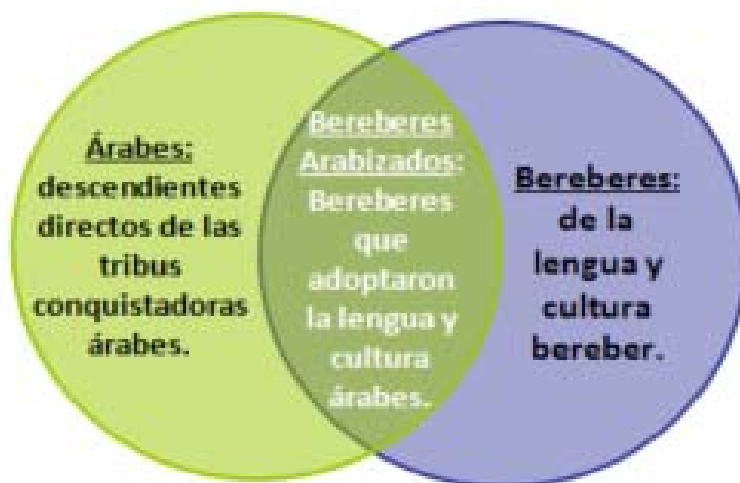 Árabes:
descendientes
directos de las
tribus
conquistadoras
árabes.
Bereberes
Arabizados:
Bereberes
que
adoptaron
la lengua y
cultura
árabes.
Bereberes:
de la
lengua y
cultura
bereber.